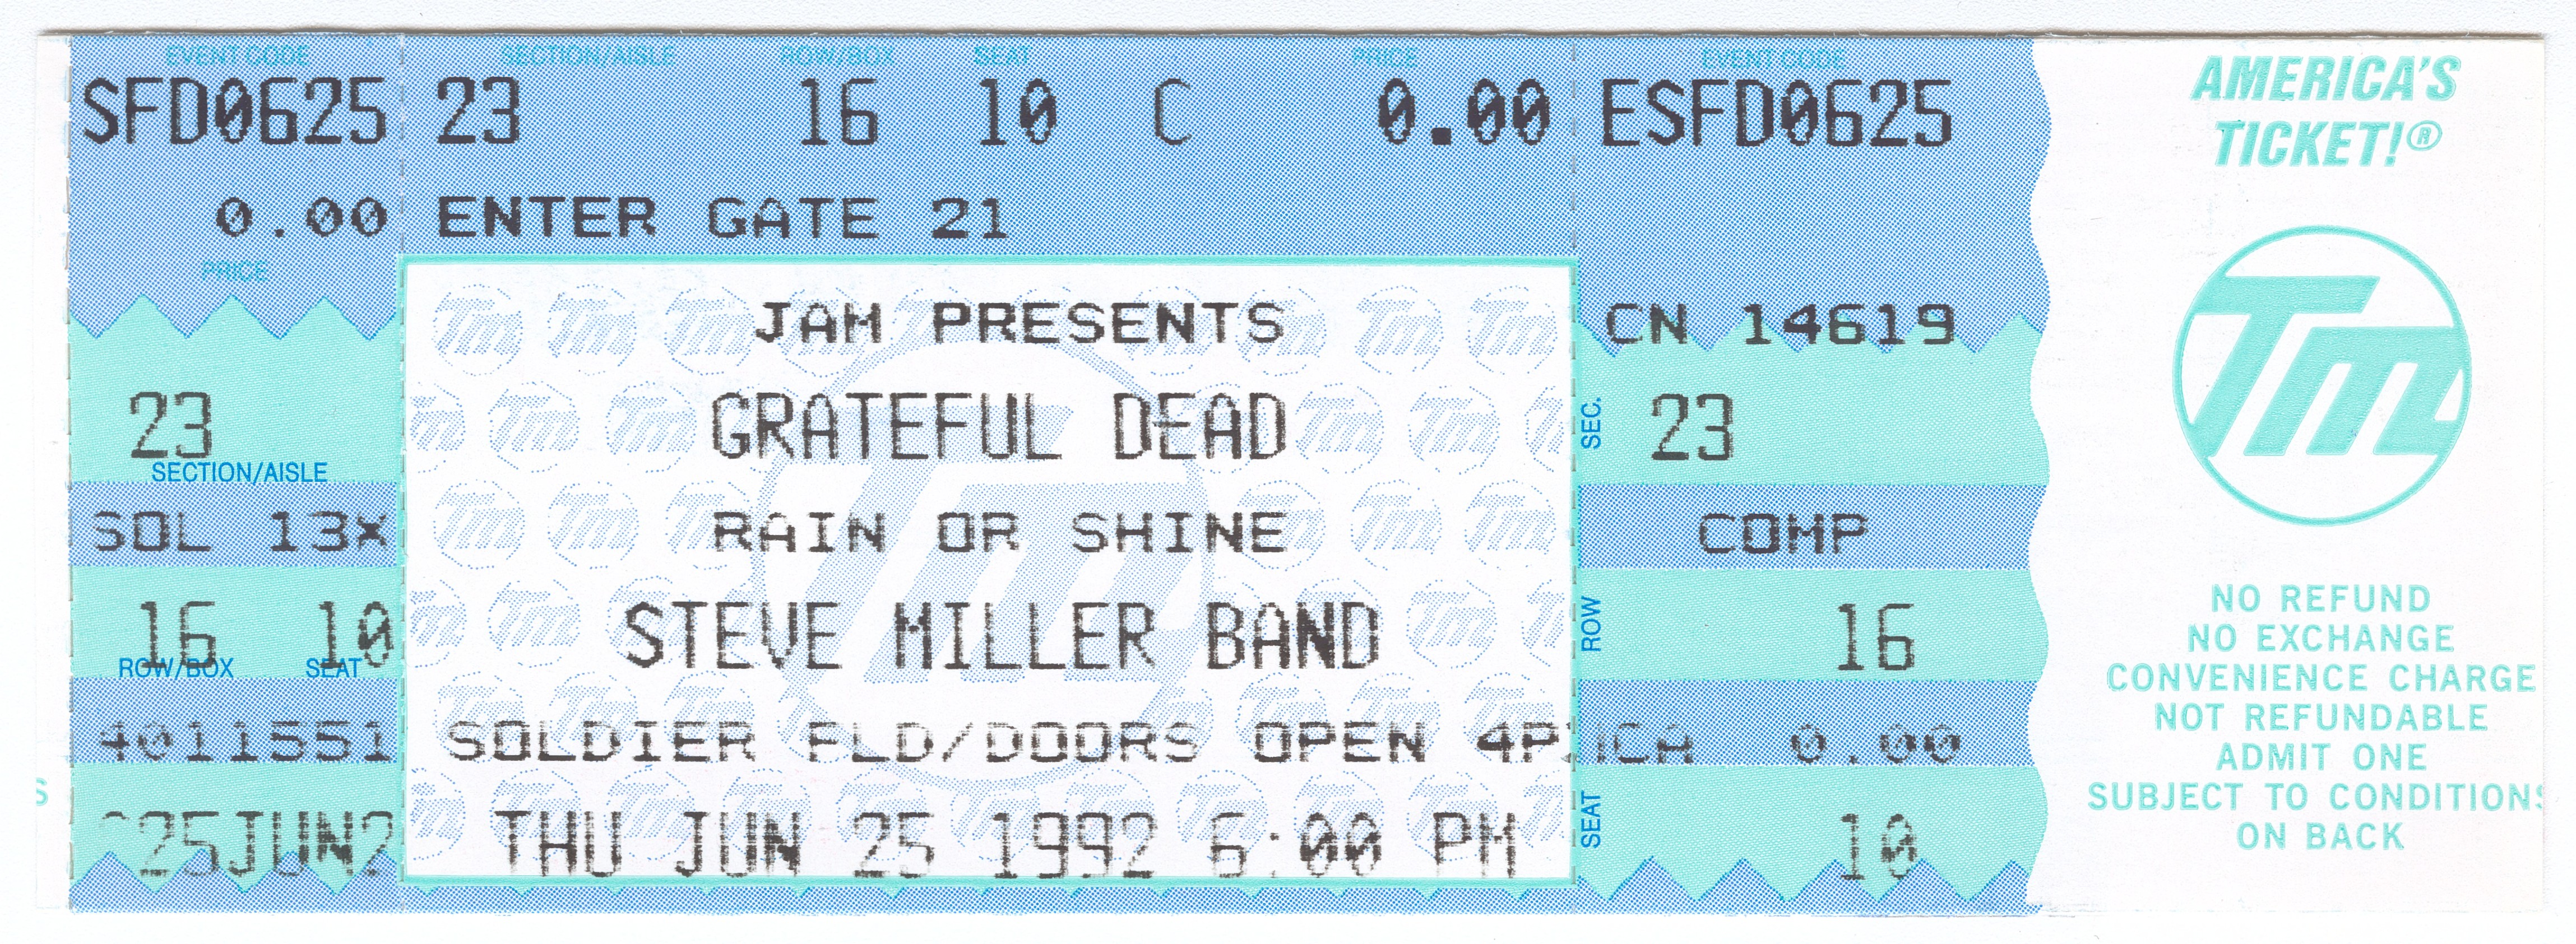 EVENT CODE SECTION/AISLE ROW/BOX SEAT PRICE EVENT CODE
SFD0625 23 16 10 C 0.00 ESFD0625
0.00 ENTER GATE 21
PRICE
JAM PRESENTS
CN 14619
23
SECTION/AISLE
GRATEFUL DEAD
SEC. 23
SOL 13X
RAIN OR SHINE
COMP
16 10
ROW/BOX SEAT
STEVE MILLER BAND
ROW 16
4011551
SOLDIER FLD/DOORS OPEN 4P
0.00
25JUN
THU JUN 25 1992 6:00 PM
SEAT 10
AMERICA'S
TICKET!®
TM
NO REFUND
NO EXCHANGE
CONVENIENCE CHARGE
NOT REFUNDABLE
ADMIT ONE
SUBJECT TO CONDITIONS
ON BACK